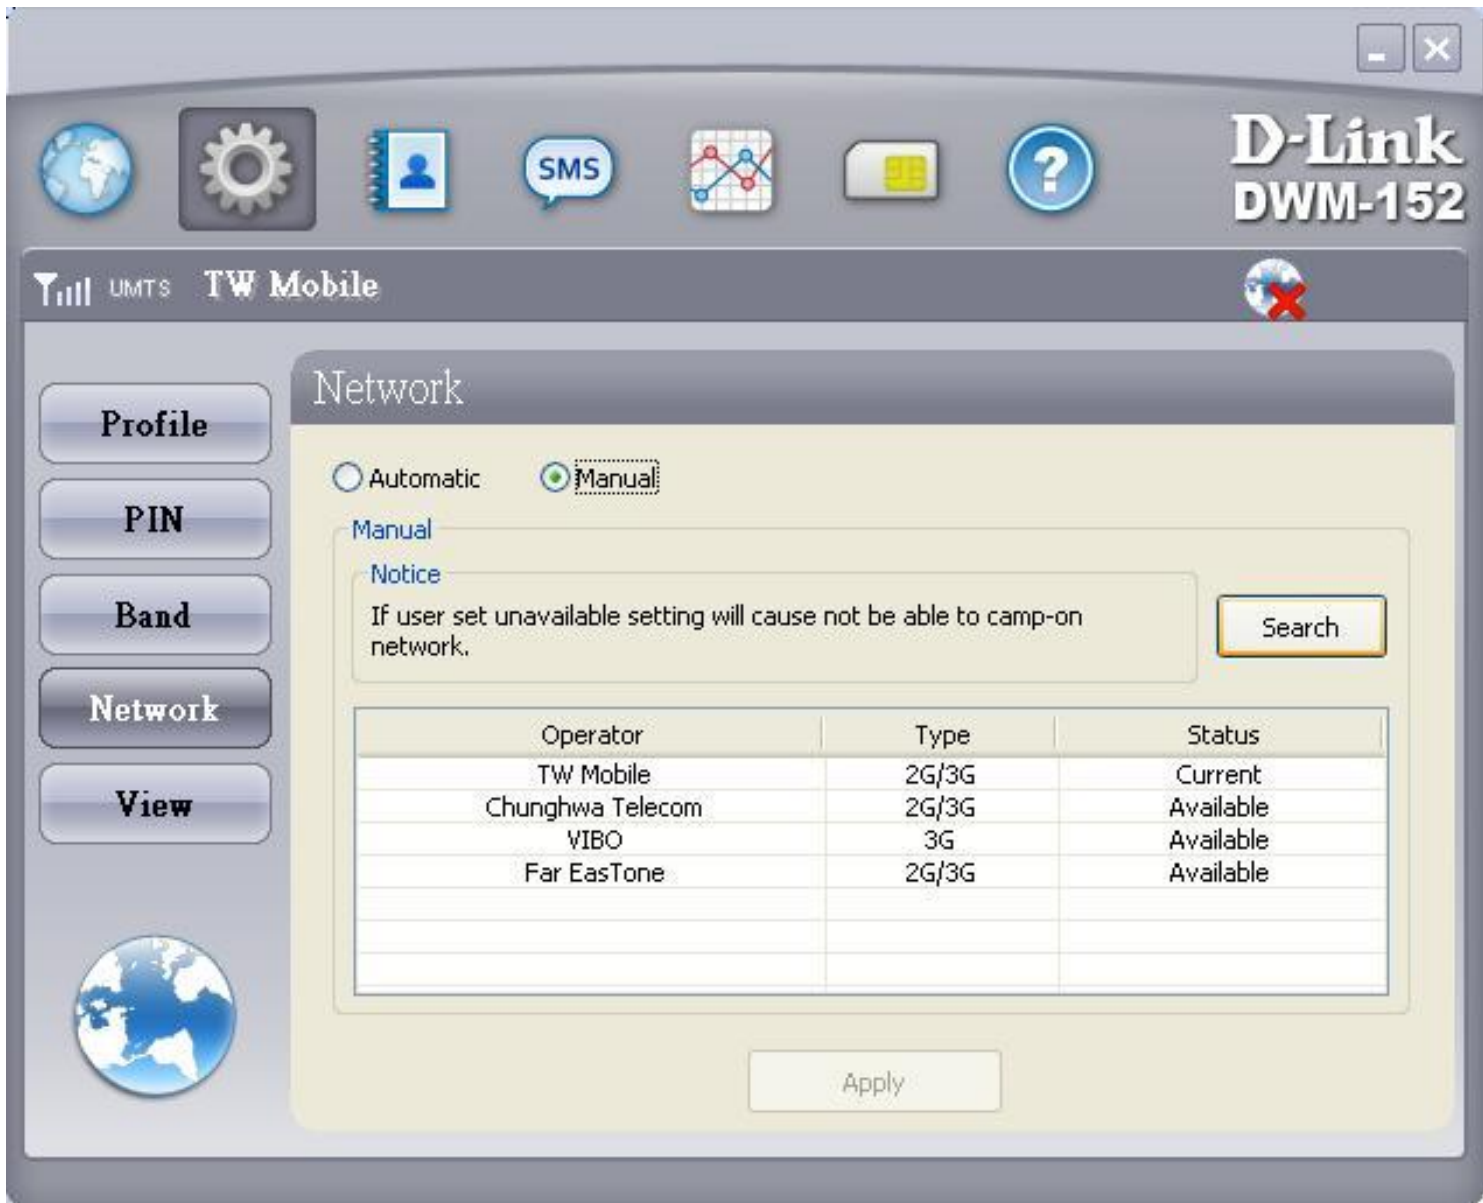 D-Link
DWM-152
SMS
?
UMTS TW Mobile
Profile
PIN
Band
Network
View
Network
Automatic Manual
Manual
Notice
If user set unavailable setting will cause not be able to camp-on
network.
Search
Operator Type Status
TW Mobile 2G/3G Current
Chunghwa Telecom 2G/3G Available
VIBO 3G Available
Far EasTone 2G/3G Available
Apply